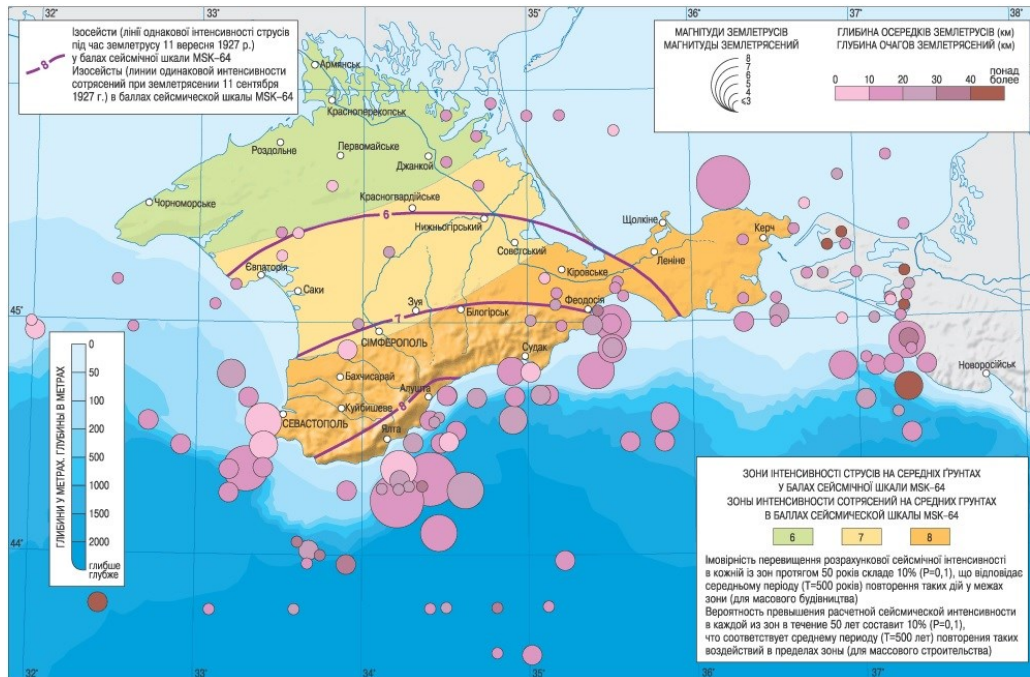 32'
33'
34'
35'
36'
37'
38'
Ізосейсти (лінії однакової інтенсивності струсів
під час землетрусу 11 вересня 1927 р.)
у балах сейсмічної шкали MSK–64
Изосейсты (линии одинаковой интенсивности
сотрясений при землетрясении 11 сентября
1927 г.) в баллах сейсмической шкалы MSK–64
8
МАГНІТУДИ ЗЕМЛЕТРУСІВ
МАГНИТУДЫ ЗЕМЛЕТРЯСЕНИЙ
8
7
6
5
4
≤3
ГЛИБИНА ОСЕРЕДКІВ ЗЕМЛЕТРУСІВ (км)
ГЛУБИНА ОЧАГОВ ЗЕМЛЕТРЯСЕНИЙ (км)
понад
более
0 10 20 30 40
Армянськ
Красноперекопськ
Роздольне
Первомайське
Джанкой
Чорноморське
Красногвардійське
6
Нижньогірський
Совєтський
Щолкіне
Керч
Леніне
Кіровське
Євпаторія
Саки
Зуя
Феодосія
45'
45'
7
Білогірськ
СІМФЕРОПОЛЬ
Судак
Бахчисарай
Алушта
Новоросійськ
8
Куйбишеве
СЕВАСТОПОЛЬ
Ялта
44'
44'
ГЛИБИНИ У МЕТРАХ, ГЛУБИНЫ В МЕТРАХ
0
50
100
200
500
1000
1500
2000
глибше
глубже
ЗОНИ ІНТЕНСИВНОСТІ СТРУСІВ НА СЕРЕДНІХ ҐРУНТАХ
У БАЛАХ СЕЙСМІЧНОЇ ШКАЛИ MSK–64
ЗОНЫ ИНТЕНСИВНОСТИ СОТРЯСЕНИЙ НА СРЕДНИХ ГРУНТАХ
В БАЛЛАХ СЕЙСМИЧЕСКОЙ ШКАЛЫ MSK–64
6 7 8
Імовірність перевищення розрахункової сейсмічної інтенсивності
в кожній із зон протягом 50 років складе 10% (P=0,1), що відповідає
середньому періоду (T=500 років) повторення таких дій у межах
зони (для масового будівництва)
Вероятность превышения расчетной сейсмической интенсивности
в каждой из зон в течение 50 лет составит 10% (P=0,1),
что соответствует среднему периоду (T=500 лет) повторения таких
воздействий в пределах зоны (для массового строительства)
32'
33'
34'
35'
36'
37'